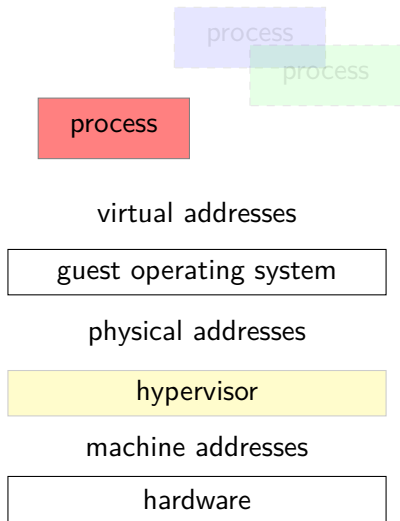 process
process
process
virtual addresses
guest operating system
physical addresses
hypervisor
machine addresses
hardware